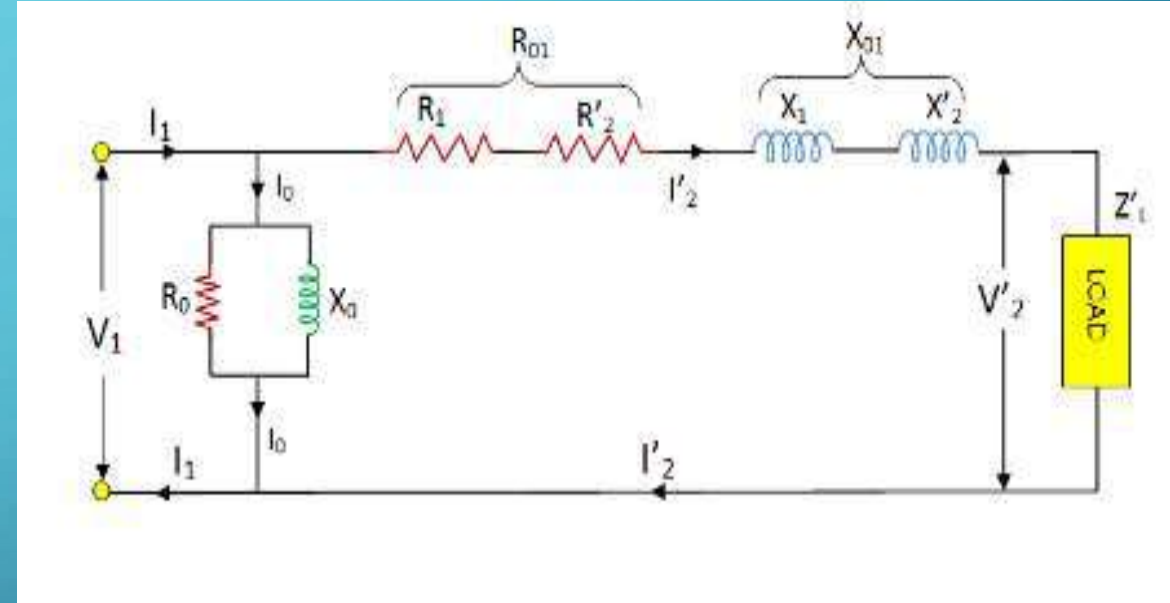 R₀₁
X₀₁
R₁
R'₂
X₁
X'₂
I₁
I₀
I'₂
Z'L
R₀
X₀
V₁
V'₂
LOAD
I₀
I₁
I'₂